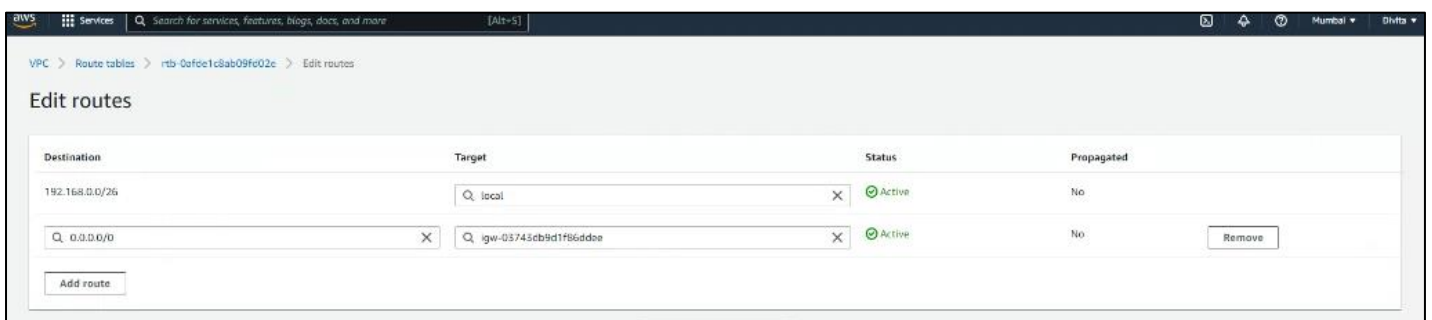 aws Services Search for services, features, blogs, docs, and more [Alt+S] Mumbai Divita
VPC > Route tables > rtb-0afde1c8ab09fd02e > Edit routes
Edit routes
Destination Target Status Propagated
192.168.0.0/26 local Active No
0.0.0.0/0 igw-03743db9d1f86ddee Active No Remove
Add route